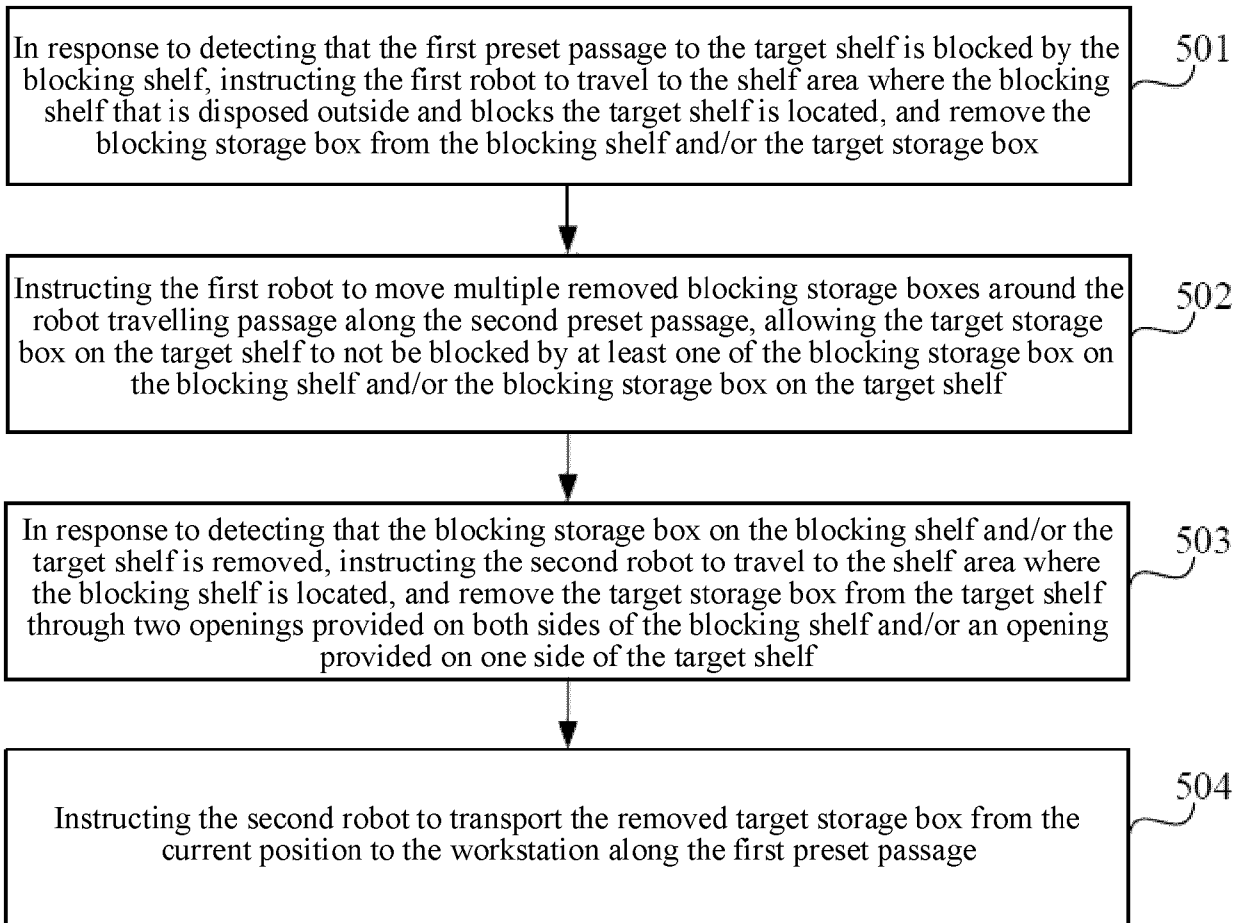 In response to detecting that the first preset passage to the target shelf is blocked by the
blocking shelf, instructing the first robot to travel to the shelf area where the blocking
shelf that is disposed outside and blocks the target shelf is located, and remove the
blocking storage box from the blocking shelf and/or the target storage box
501
Instructing the first robot to move multiple removed blocking storage boxes around the
robot travelling passage along the second preset passage, allowing the target storage
box on the target shelf to not be blocked by at least one of the blocking storage box on
the blocking shelf and/or the blocking storage box on the target shelf
502
In response to detecting that the blocking storage box on the blocking shelf and/or the
target shelf is removed, instructing the second robot to travel to the shelf area where
the blocking shelf is located, and remove the target storage box from the target shelf
through two openings provided on both sides of the blocking shelf and/or an opening
provided on one side of the target shelf
503
Instructing the second robot to transport the removed target storage box from the
current position to the workstation along the first preset passage
504